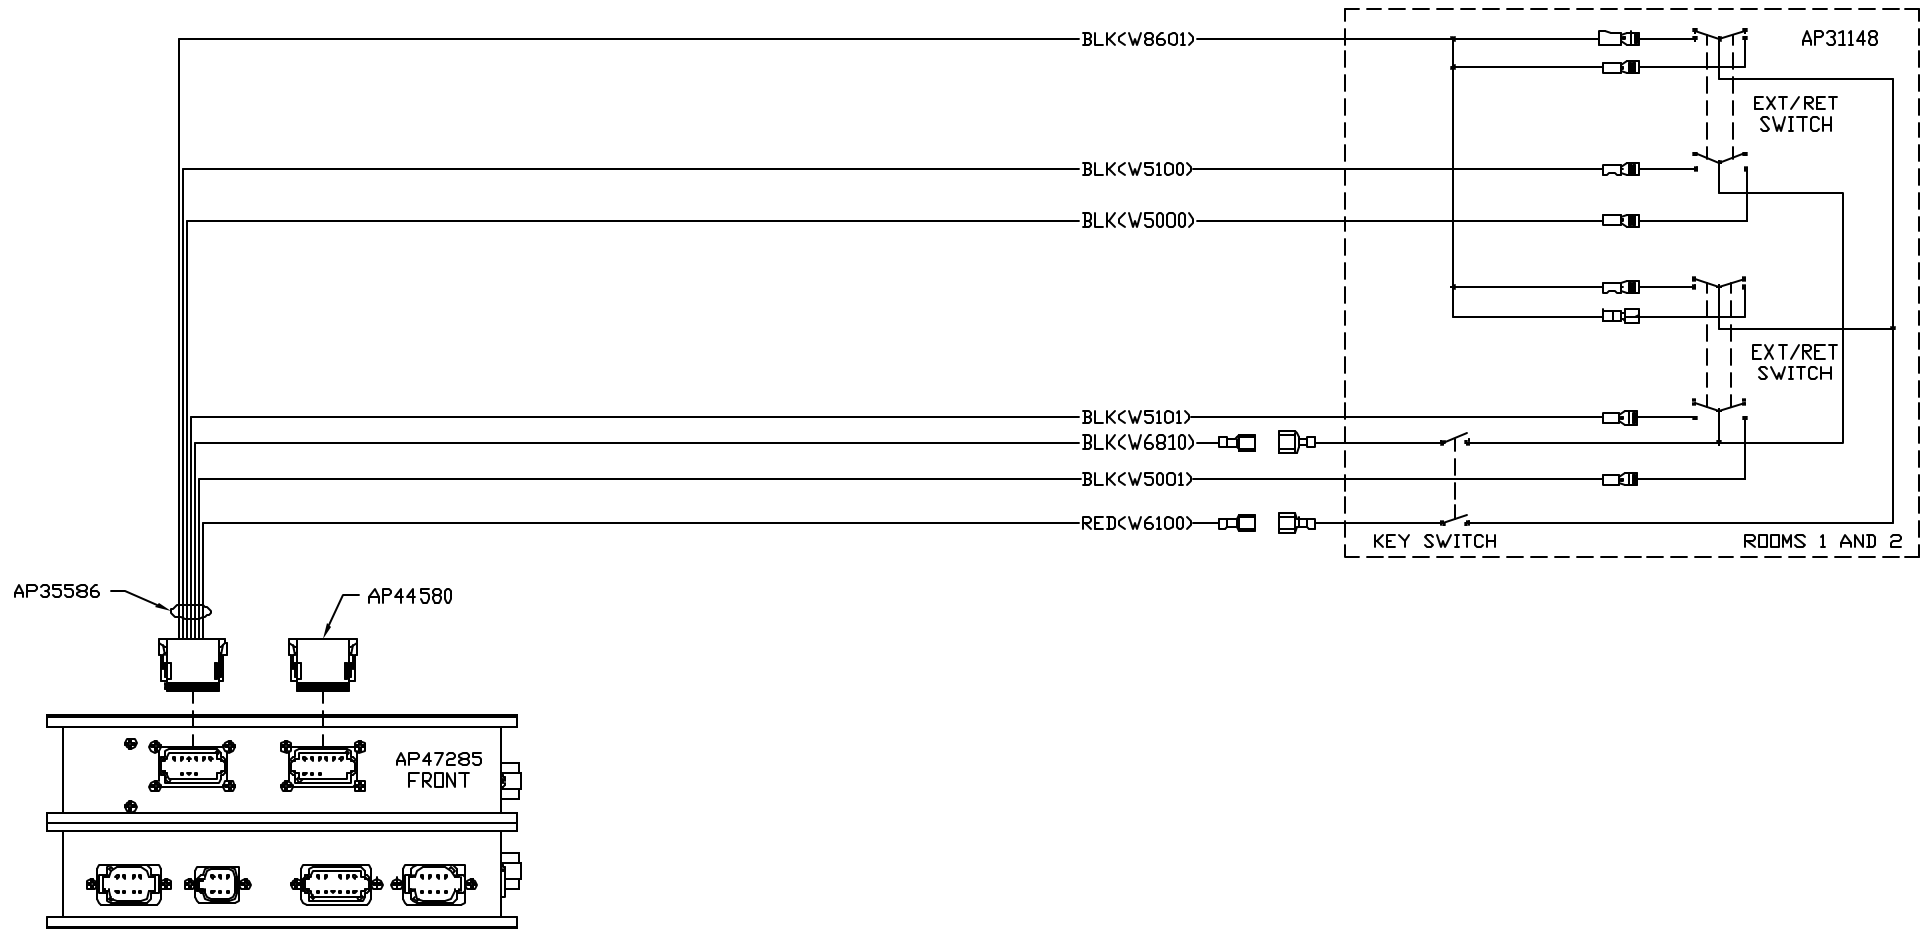 BLK(W8601)
AP31148
EXT/RET
SWITCH
BLK(W5100)
BLK(W5000)
EXT/RET
SWITCH
BLK(W5101)
BLK(W6810)
BLK(W5001)
RED(W6100)
KEY SWITCH
ROOMS 1 AND 2
AP35586
AP44580
AP47285
FRONT